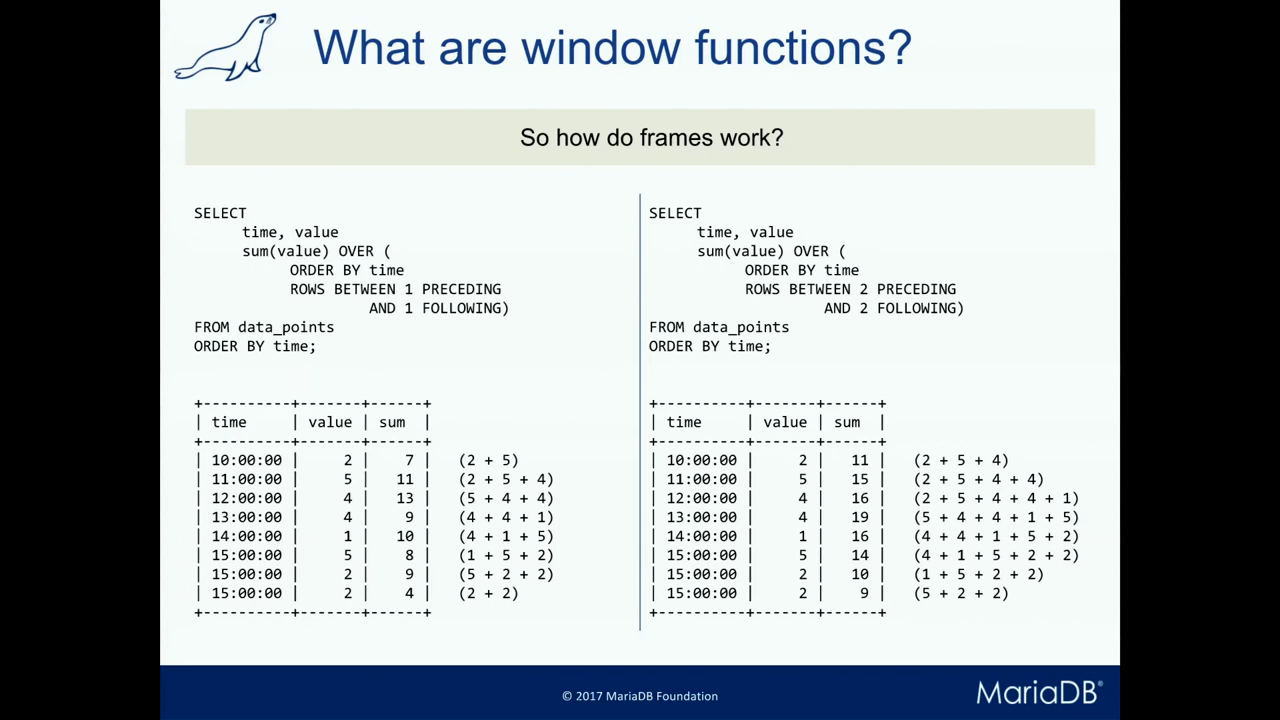 What are window functions?
So how do frames work?
SELECT
time, value
sum(value) OVER (
ORDER BY time
ROWS BETWEEN 1 PRECEDING
AND 1 FOLLOWING)
FROM data_points
ORDER BY time;
+----------+-------+------+
| time | value | sum |
+----------+-------+------+
| 10:00:00 | 2 | 7 | (2 + 5)
| 11:00:00 | 5 | 11 | (2 + 5 + 4)
| 12:00:00 | 4 | 13 | (5 + 4 + 4)
| 13:00:00 | 4 | 9 | (4 + 4 + 1)
| 14:00:00 | 1 | 10 | (4 + 1 + 5)
| 15:00:00 | 5 | 8 | (1 + 5 + 2)
| 15:00:00 | 2 | 9 | (5 + 2 + 2)
| 15:00:00 | 2 | 4 | (2 + 2)
+----------+-------+------+
SELECT
time, value
sum(value) OVER (
ORDER BY time
ROWS BETWEEN 2 PRECEDING
AND 2 FOLLOWING)
FROM data_points
ORDER BY time;
+----------+-------+------+
| time | value | sum |
+----------+-------+------+
| 10:00:00 | 2 | 11 | (2 + 5 + 4)
| 11:00:00 | 5 | 15 | (2 + 5 + 4 + 4)
| 12:00:00 | 4 | 16 | (2 + 5 + 4 + 4 + 1)
| 13:00:00 | 4 | 19 | (5 + 4 + 4 + 1 + 5)
| 14:00:00 | 1 | 16 | (4 + 4 + 1 + 5 + 2)
| 15:00:00 | 5 | 14 | (4 + 1 + 5 + 2 + 2)
| 15:00:00 | 2 | 10 | (1 + 5 + 2 + 2)
| 15:00:00 | 2 | 9 | (5 + 2 + 2)
+----------+-------+------+
© 2017 MariaDB Foundation
MariaDB®